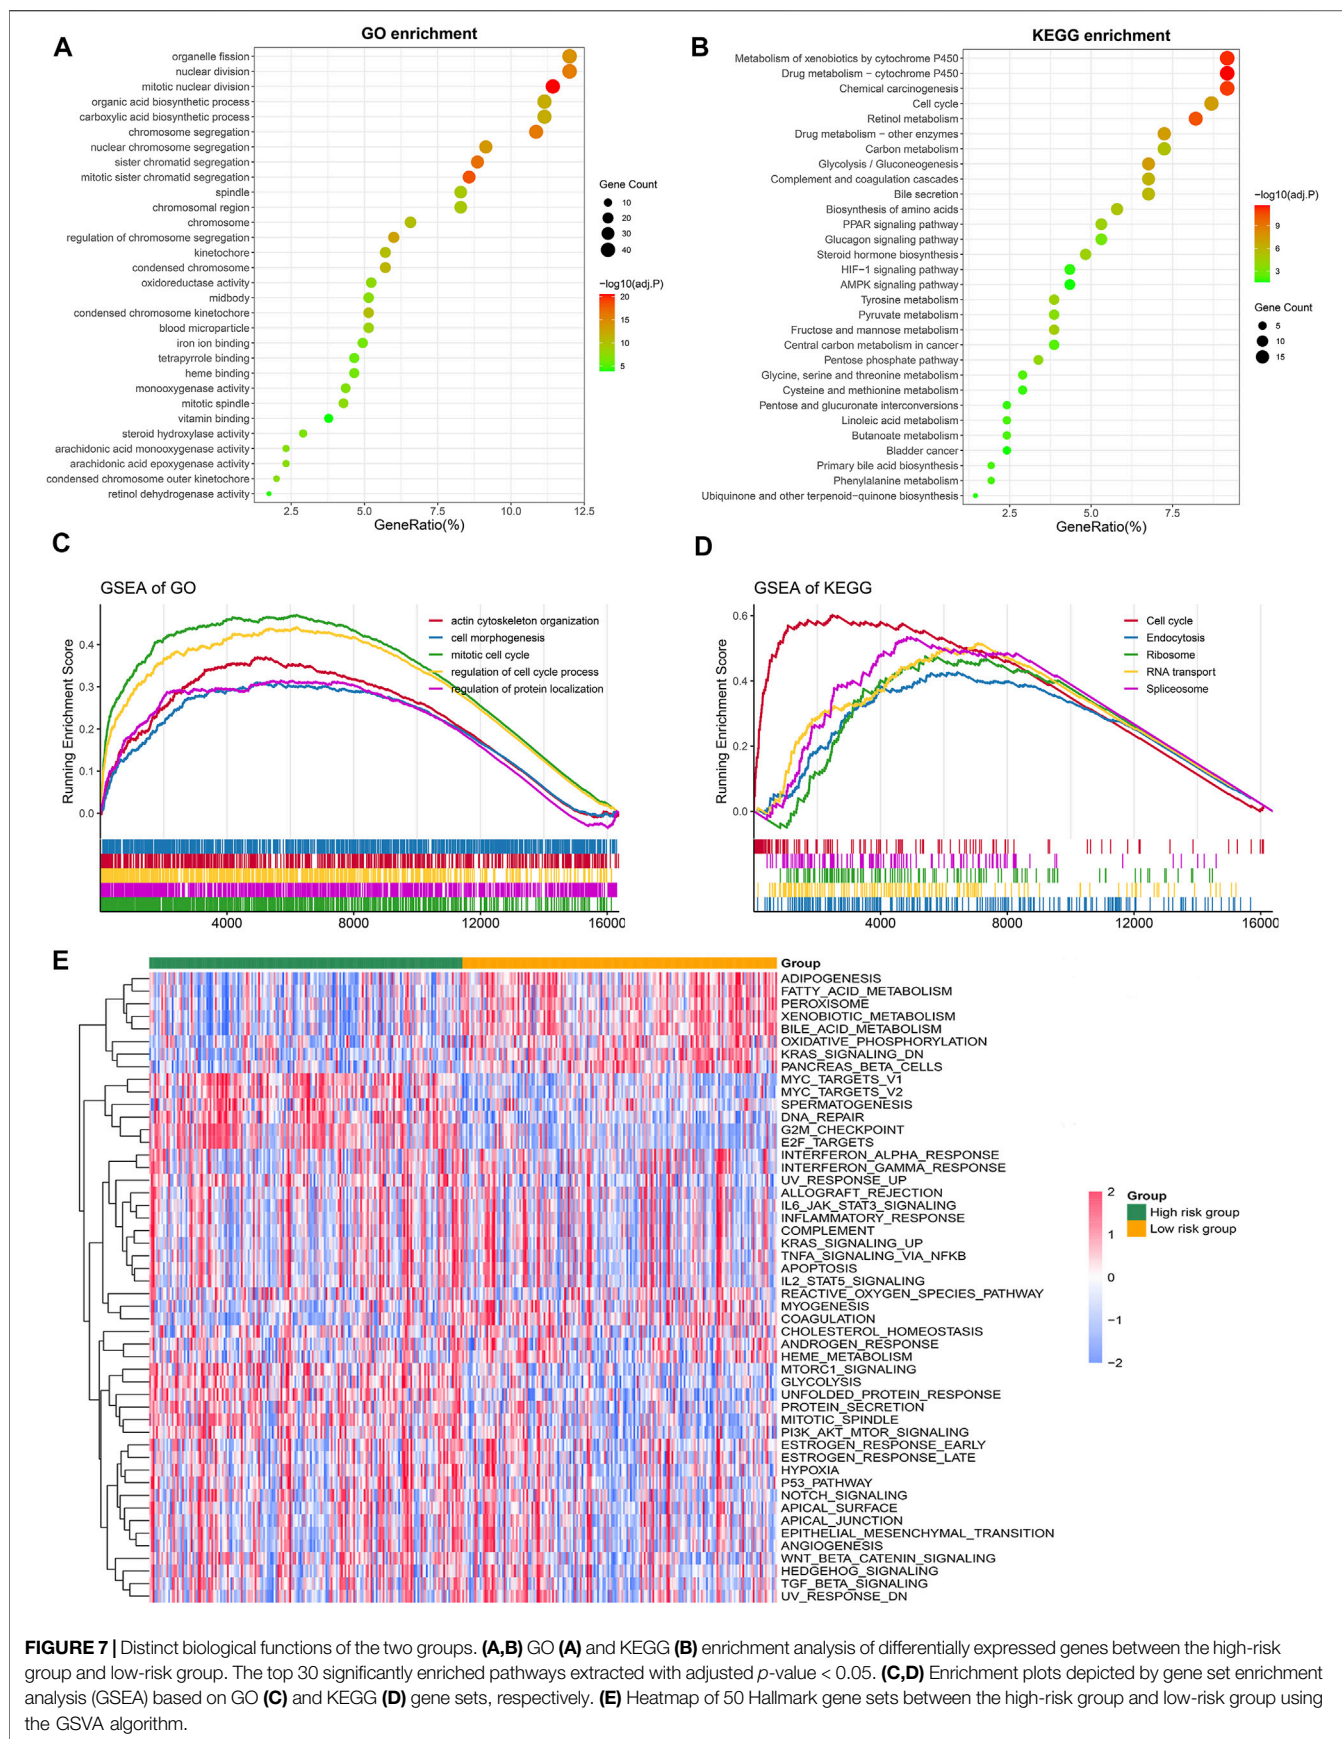 A
GO enrichment
organelle fission
nuclear division
mitotic nuclear division
organic acid biosynthetic process
carboxylic acid biosynthetic process
chromosome segregation
nuclear chromosome segregation
sister chromatid segregation
mitotic sister chromatid segregation
spindle
chromosomal region
chromosome
regulation of chromosome segregation
kinetochore
condensed chromosome
oxidoreductase activity
midbody
condensed chromosome kinetochore
blood microparticle
iron ion binding
tetrapyrrole binding
heme binding
monooxygenase activity
mitotic spindle
vitamin binding
steroid hydroxylase activity
arachidonic acid monooxygenase activity
arachidonic acid epoxygenase activity
condensed chromosome outer kinetochore
retinol dehydrogenase activity
2.5 5.0 7.5 10.0 12.5
GeneRatio(%)
Gene Count
10
20
30
40
−log10(adj.P)
20
15
10
5
B
KEGG enrichment
Metabolism of xenobiotics by cytochrome P450
Drug metabolism − cytochrome P450
Chemical carcinogenesis
Cell cycle
Retinol metabolism
Drug metabolism − other enzymes
Carbon metabolism
Glycolysis / Gluconeogenesis
Complement and coagulation cascades
Bile secretion
Biosynthesis of amino acids
PPAR signaling pathway
Glucagon signaling pathway
Steroid hormone biosynthesis
HIF−1 signaling pathway
AMPK signaling pathway
Tyrosine metabolism
Pyruvate metabolism
Fructose and mannose metabolism
Central carbon metabolism in cancer
Pentose phosphate pathway
Glycine, serine and threonine metabolism
Cysteine and methionine metabolism
Pentose and glucuronate interconversions
Linoleic acid metabolism
Butanoate metabolism
Bladder cancer
Primary bile acid biosynthesis
Phenylalanine metabolism
Ubiquinone and other terpenoid−quinone biosynthesis
2.5 5.0 7.5
GeneRatio(%)
−log10(adj.P)
9
6
3
Gene Count
5
10
15
C
GSEA of GO
Running Enrichment Score
0.4
0.3
0.2
0.1
0.0
actin cytoskeleton organization
cell morphogenesis
mitotic cell cycle
regulation of cell cycle process
regulation of protein localization
4000 8000 12000 16000
D
GSEA of KEGG
Running Enrichment Score
0.6
0.4
0.2
0.0
Cell cycle
Endocytosis
Ribosome
RNA transport
Spliceosome
4000 8000 12000 16000
E
Group
ADIPOGENESIS
FATTY_ACID_METABOLISM
PEROXISOME
XENOBIOTIC_METABOLISM
BILE_ACID_METABOLISM
OXIDATIVE_PHOSPHORYLATION
KRAS_SIGNALING_DN
PANCREAS_BETA_CELLS
MYC_TARGETS_V1
MYC_TARGETS_V2
SPERMATOGENESIS
DNA_REPAIR
G2M_CHECKPOINT
E2F_TARGETS
INTERFERON_ALPHA_RESPONSE
INTERFERON_GAMMA_RESPONSE
UV_RESPONSE_UP
ALLOGRAFT_REJECTION
IL6_JAK_STAT3_SIGNALING
INFLAMMATORY_RESPONSE
COMPLEMENT
KRAS_SIGNALING_UP
TNFA_SIGNALING_VIA_NFKB
APOPTOSIS
IL2_STAT5_SIGNALING
REACTIVE_OXYGEN_SPECIES_PATHWAY
MYOGENESIS
COAGULATION
CHOLESTEROL_HOMEOSTASIS
ANDROGEN_RESPONSE
HEME_METABOLISM
MTORC1_SIGNALING
GLYCOLYSIS
UNFOLDED_PROTEIN_RESPONSE
PROTEIN_SECRETION
MITOTIC_SPINDLE
PI3K_AKT_MTOR_SIGNALING
ESTROGEN_RESPONSE_EARLY
ESTROGEN_RESPONSE_LATE
HYPOXIA
P53_PATHWAY
NOTCH_SIGNALING
APICAL_SURFACE
APICAL_JUNCTION
EPITHELIAL_MESENCHYMAL_TRANSITION
ANGIOGENESIS
WNT_BETA_CATENIN_SIGNALING
HEDGEHOG_SIGNALING
TGF_BETA_SIGNALING
UV_RESPONSE_DN
2
1
0
−1
−2
Group
High risk group
Low risk group
FIGURE 7 | Distinct biological functions of the two groups. (A,B) GO (A) and KEGG (B) enrichment analysis of differentially expressed genes between the high-risk
group and low-risk group. The top 30 significantly enriched pathways extracted with adjusted p-value < 0.05. (C,D) Enrichment plots depicted by gene set enrichment
analysis (GSEA) based on GO (C) and KEGG (D) gene sets, respectively. (E) Heatmap of 50 Hallmark gene sets between the high-risk group and low-risk group using
the GSVA algorithm.